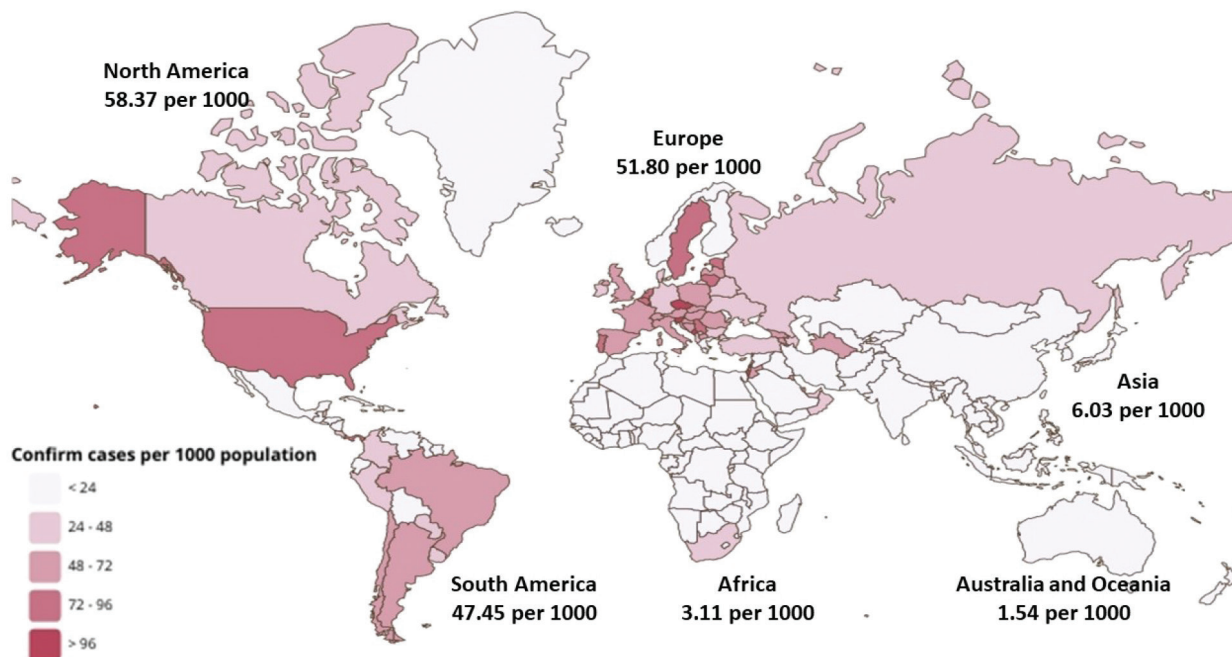 North America
58.37 per 1000
Europe
51.80 per 1000
Asia
6.03 per 1000
Confirm cases per 1000 population
< 24
24 - 48
48 - 72
72 - 96
> 96
South America
47.45 per 1000
Africa
3.11 per 1000
Australia and Oceania
1.54 per 1000